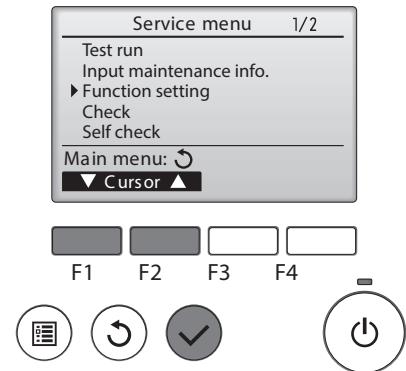 Service menu 1/2
Test run
Input maintenance info.
▶ Function setting
Check
Self check
Main menu: ↺
▼ Cursor ▲
F1 F2 F3 F4